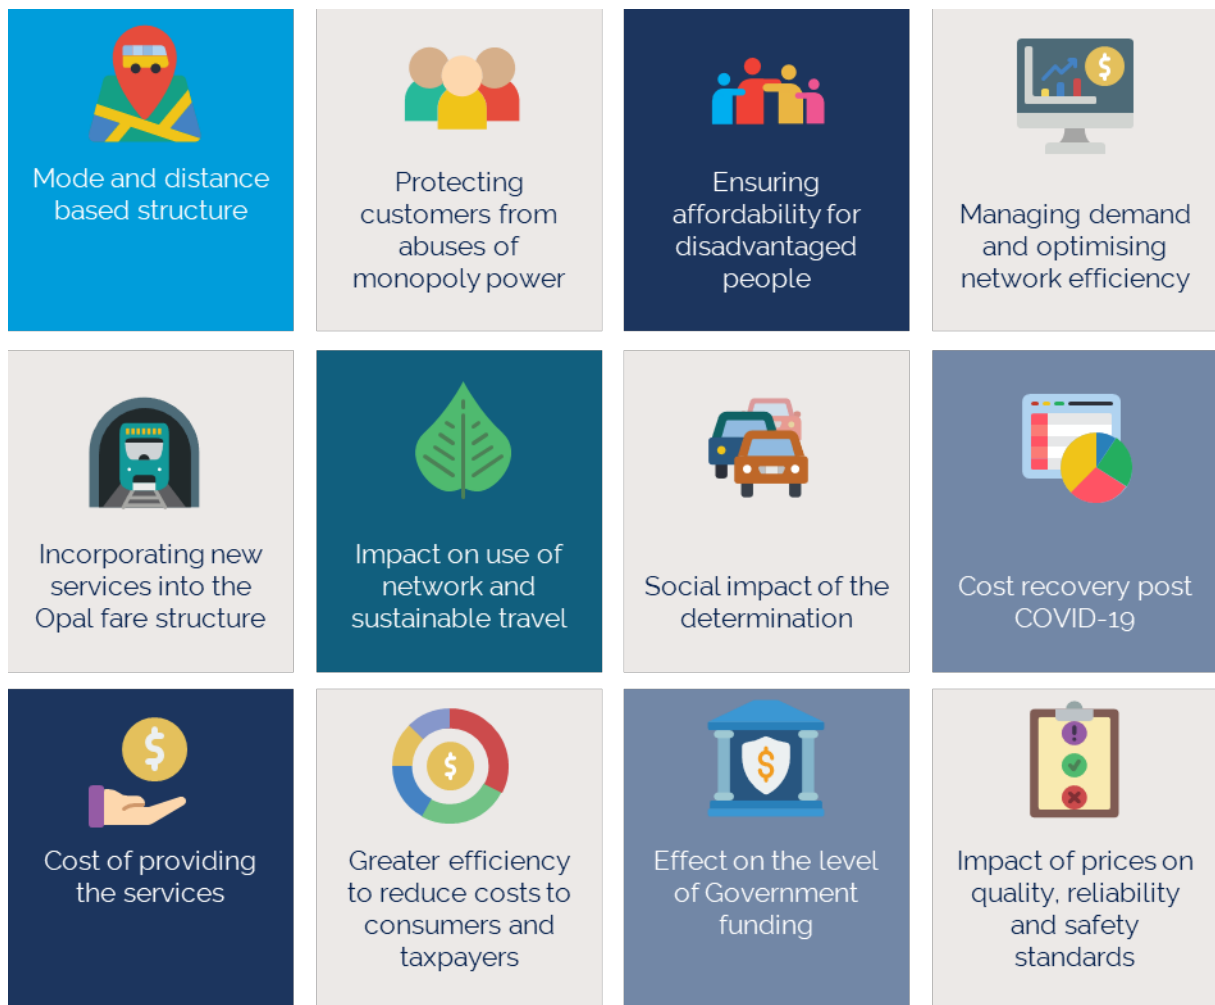 Mode and distance
based structure
Protecting
customers from
abuses of
monopoly power
Ensuring
affordability for
disadvantaged
people
Managing demand
and optimising
network efficiency
Incorporating new
services into the
Opal fare structure
Impact on use of
network and
sustainable travel
Social impact of the
determination
Cost recovery post
COVID-19
Cost of providing
the services
Greater efficiency
to reduce costs to
consumers and
taxpayers
Effect on the level
of Government
funding
Impact of prices on
quality, reliability
and safety
standards